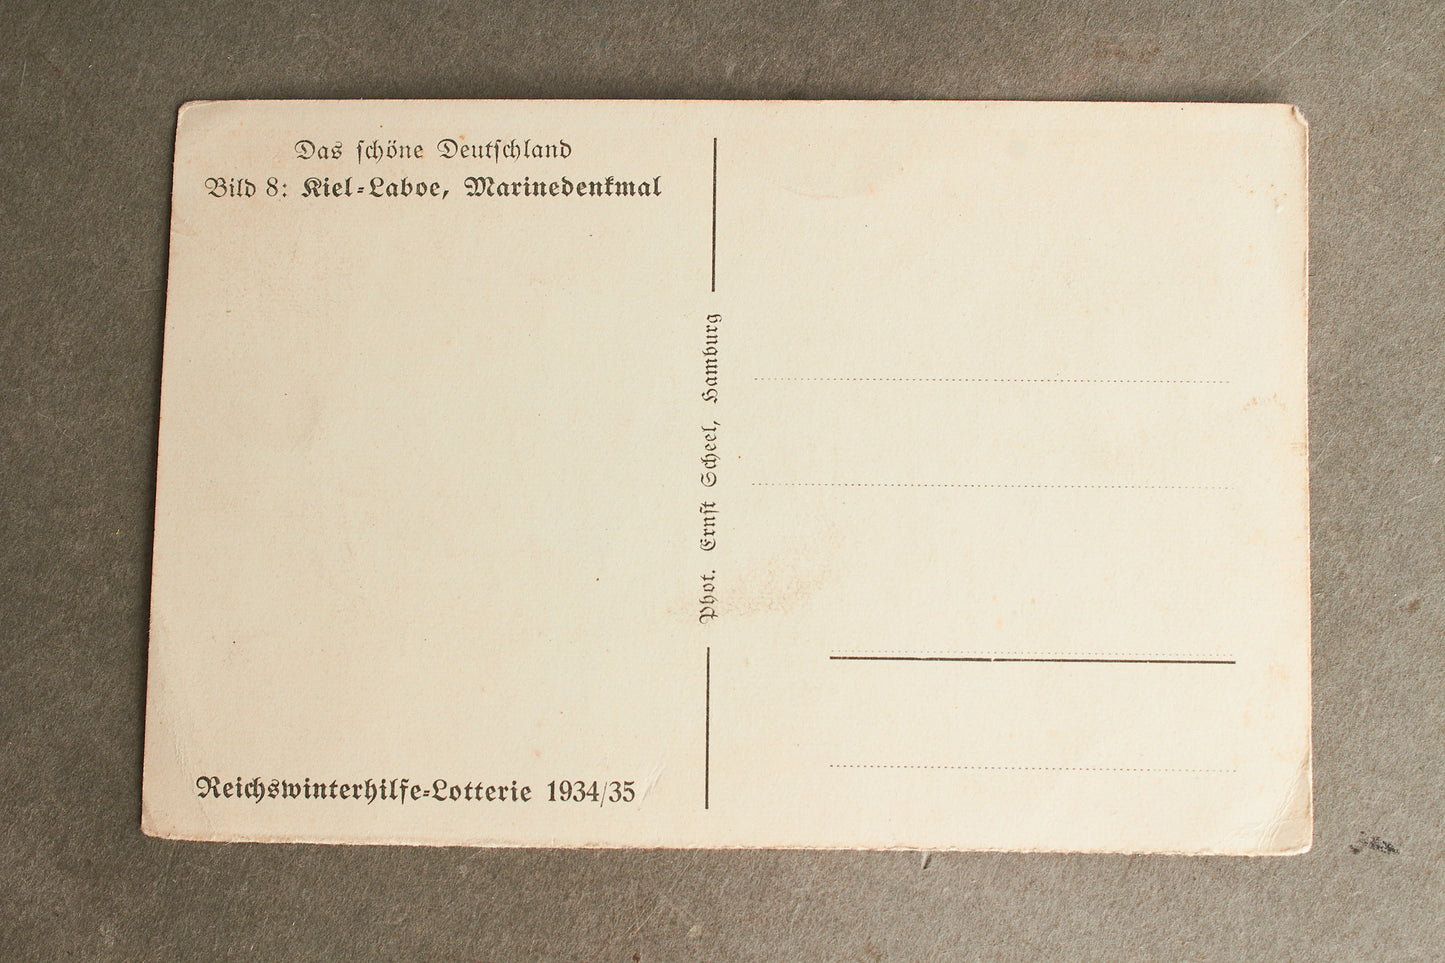 Das schöne Deutschland
Bild 8: Kiel-Laboe, Marinedenkmal
Reichswinterhilfe-Lotterie 1934/35
Phot. Ernst Scheel, Hamburg